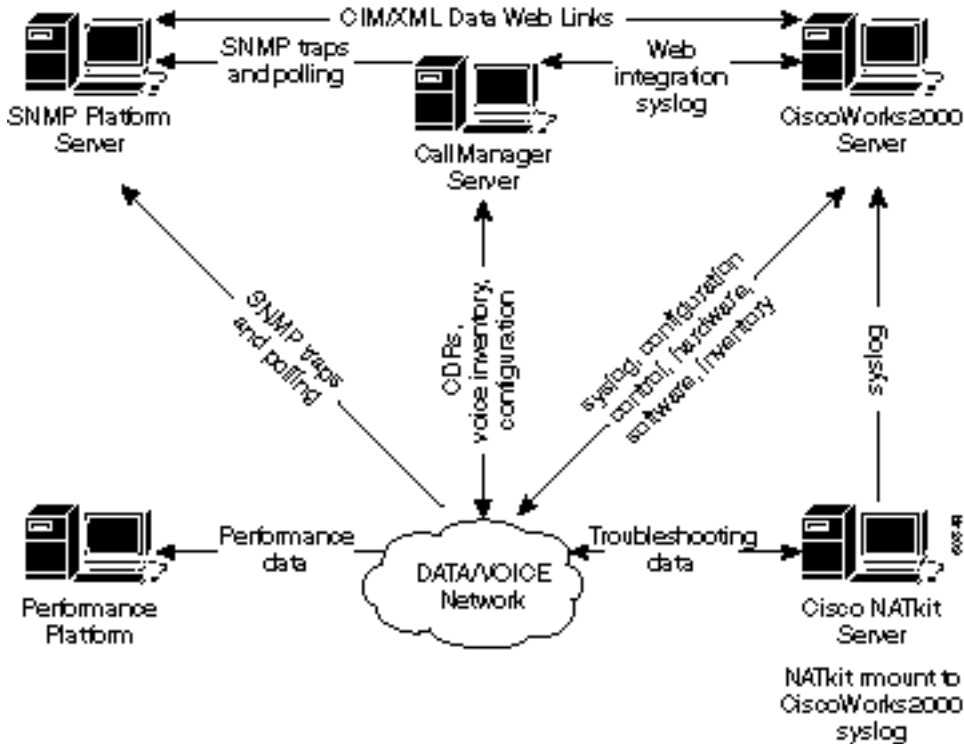 CIM/XML Data Web Links
SNMP traps
and polling
Web
integration
syslog
SNMP Platform
Server
CallManager
Server
CiscoWorks2000
Server
SNMP traps
and polling
CDRs,
voice inventory,
configuration
syslog, configuration
control, hardware,
software, inventory
syslog
Performance
data
DATA/VOICE
Network
Troubleshooting
data
Performance
Platform
Cisco NATkit
Server
NATkit rmount to
CiscoWorks2000
syslog